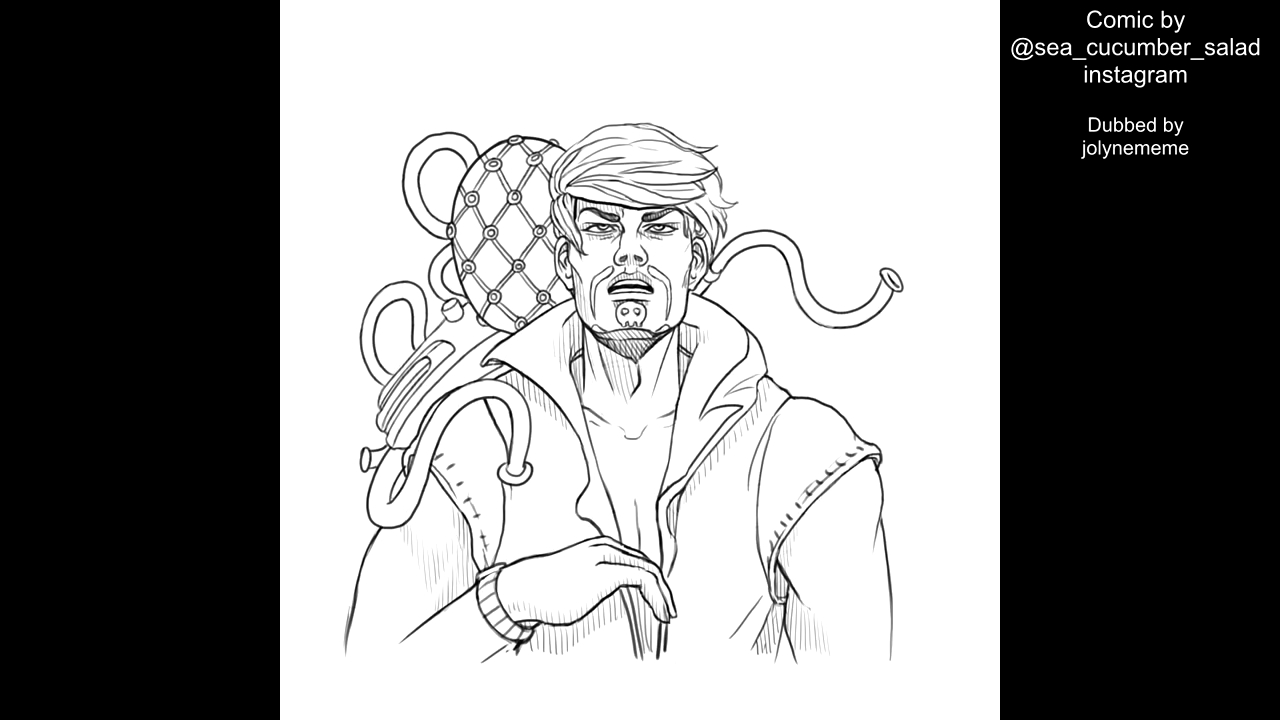 Comic by
@sea_cucumber_salad
instagram
Dubbed by
jolynememe